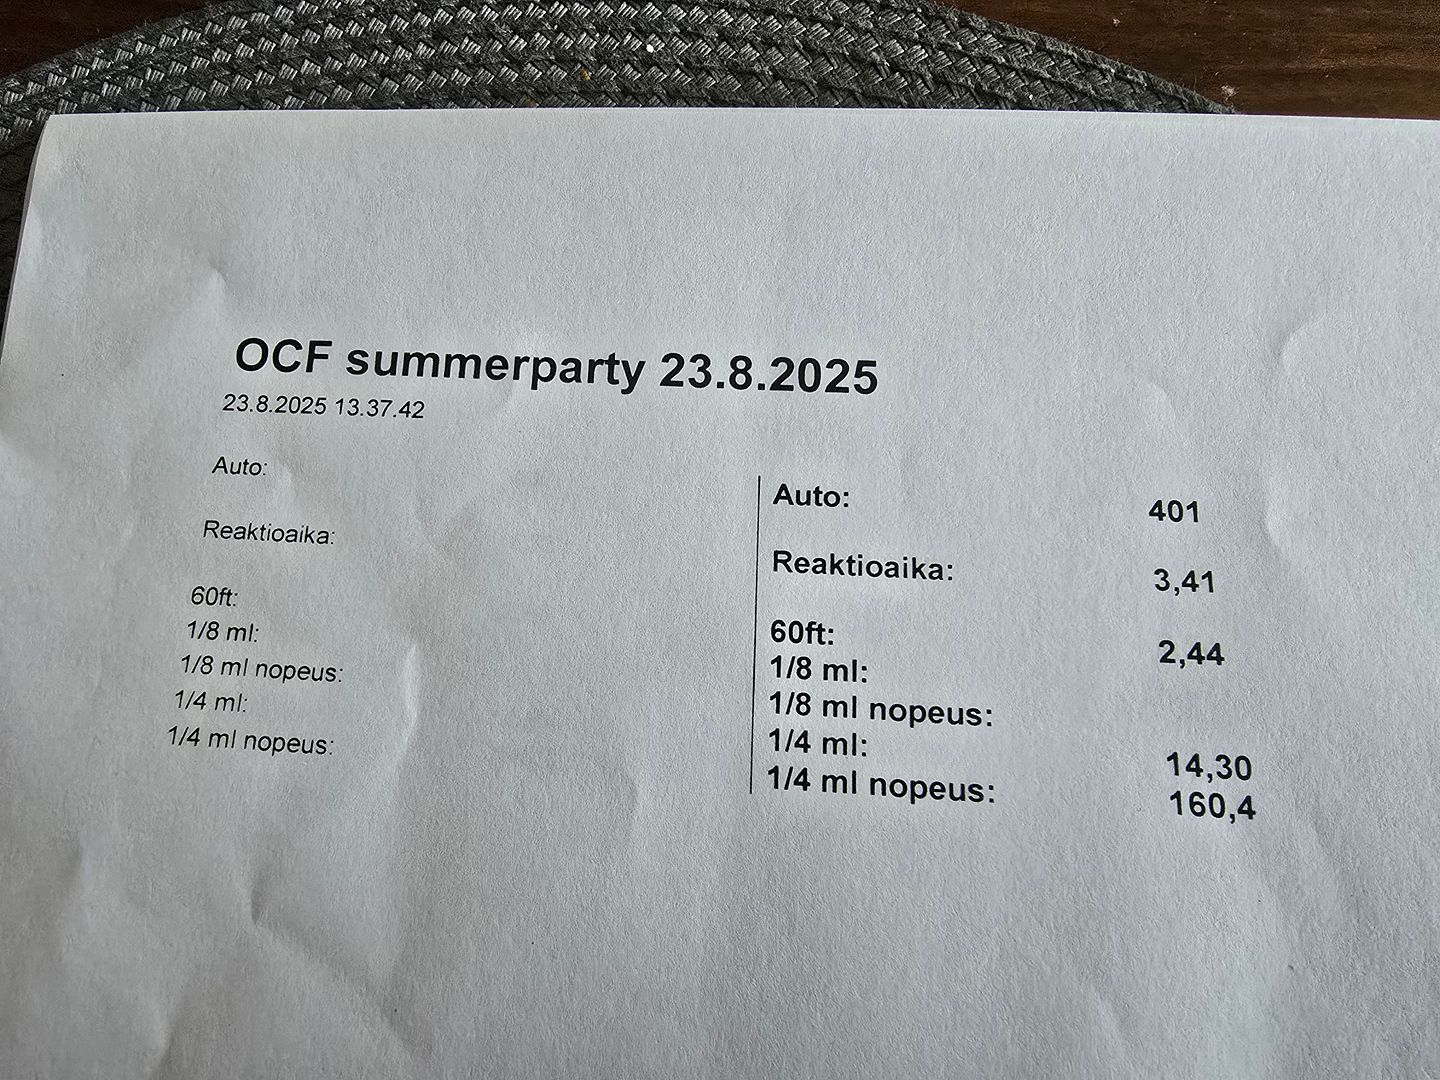 OCF summerparty 23.8.2025
23.8.2025 13.37.42
Auto:
Reaktioaika:
60ft:
1/8 ml:
1/8 ml nopeus:
1/4 ml:
1/4 ml nopeus:
Auto: 401
Reaktioaika: 3,41
60ft: 2,44
1/8 ml:
1/8 ml nopeus:
1/4 ml: 14,30
1/4 ml nopeus: 160,4